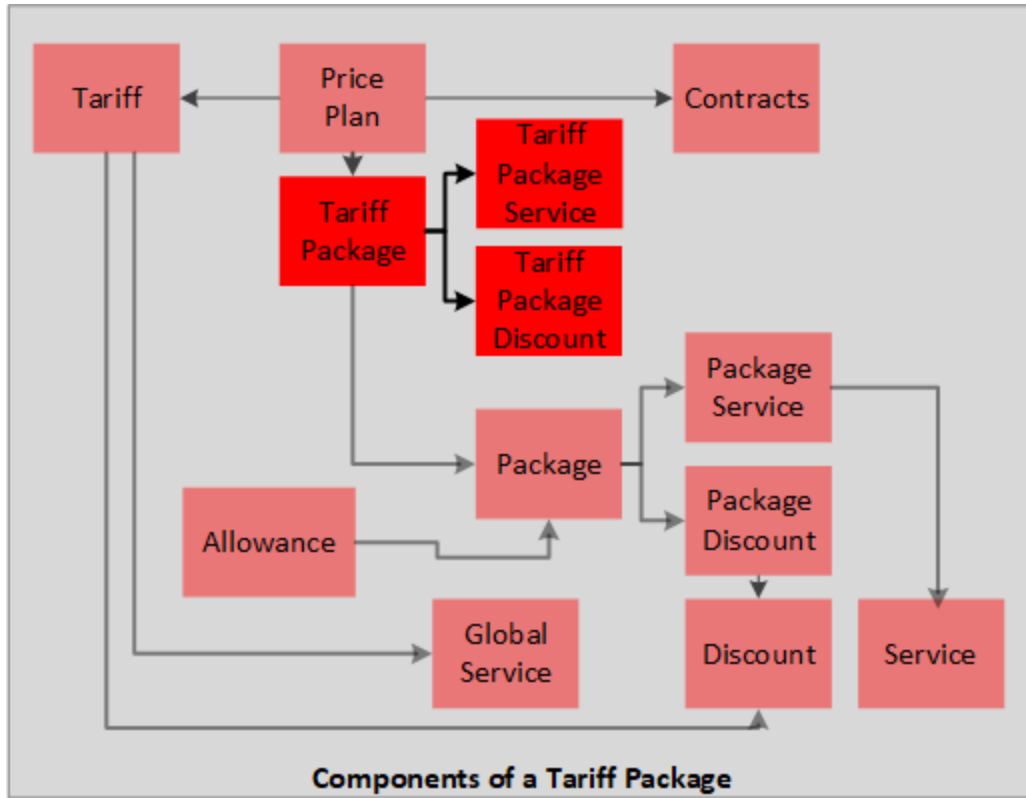 Tariff
Price
Plan
Contracts
Tariff
Package
Service
Tariff
Package
Tariff
Package
Discount
Package
Service
Package
Package
Discount
Allowance
Global
Service
Discount
Service
Components of a Tariff Package